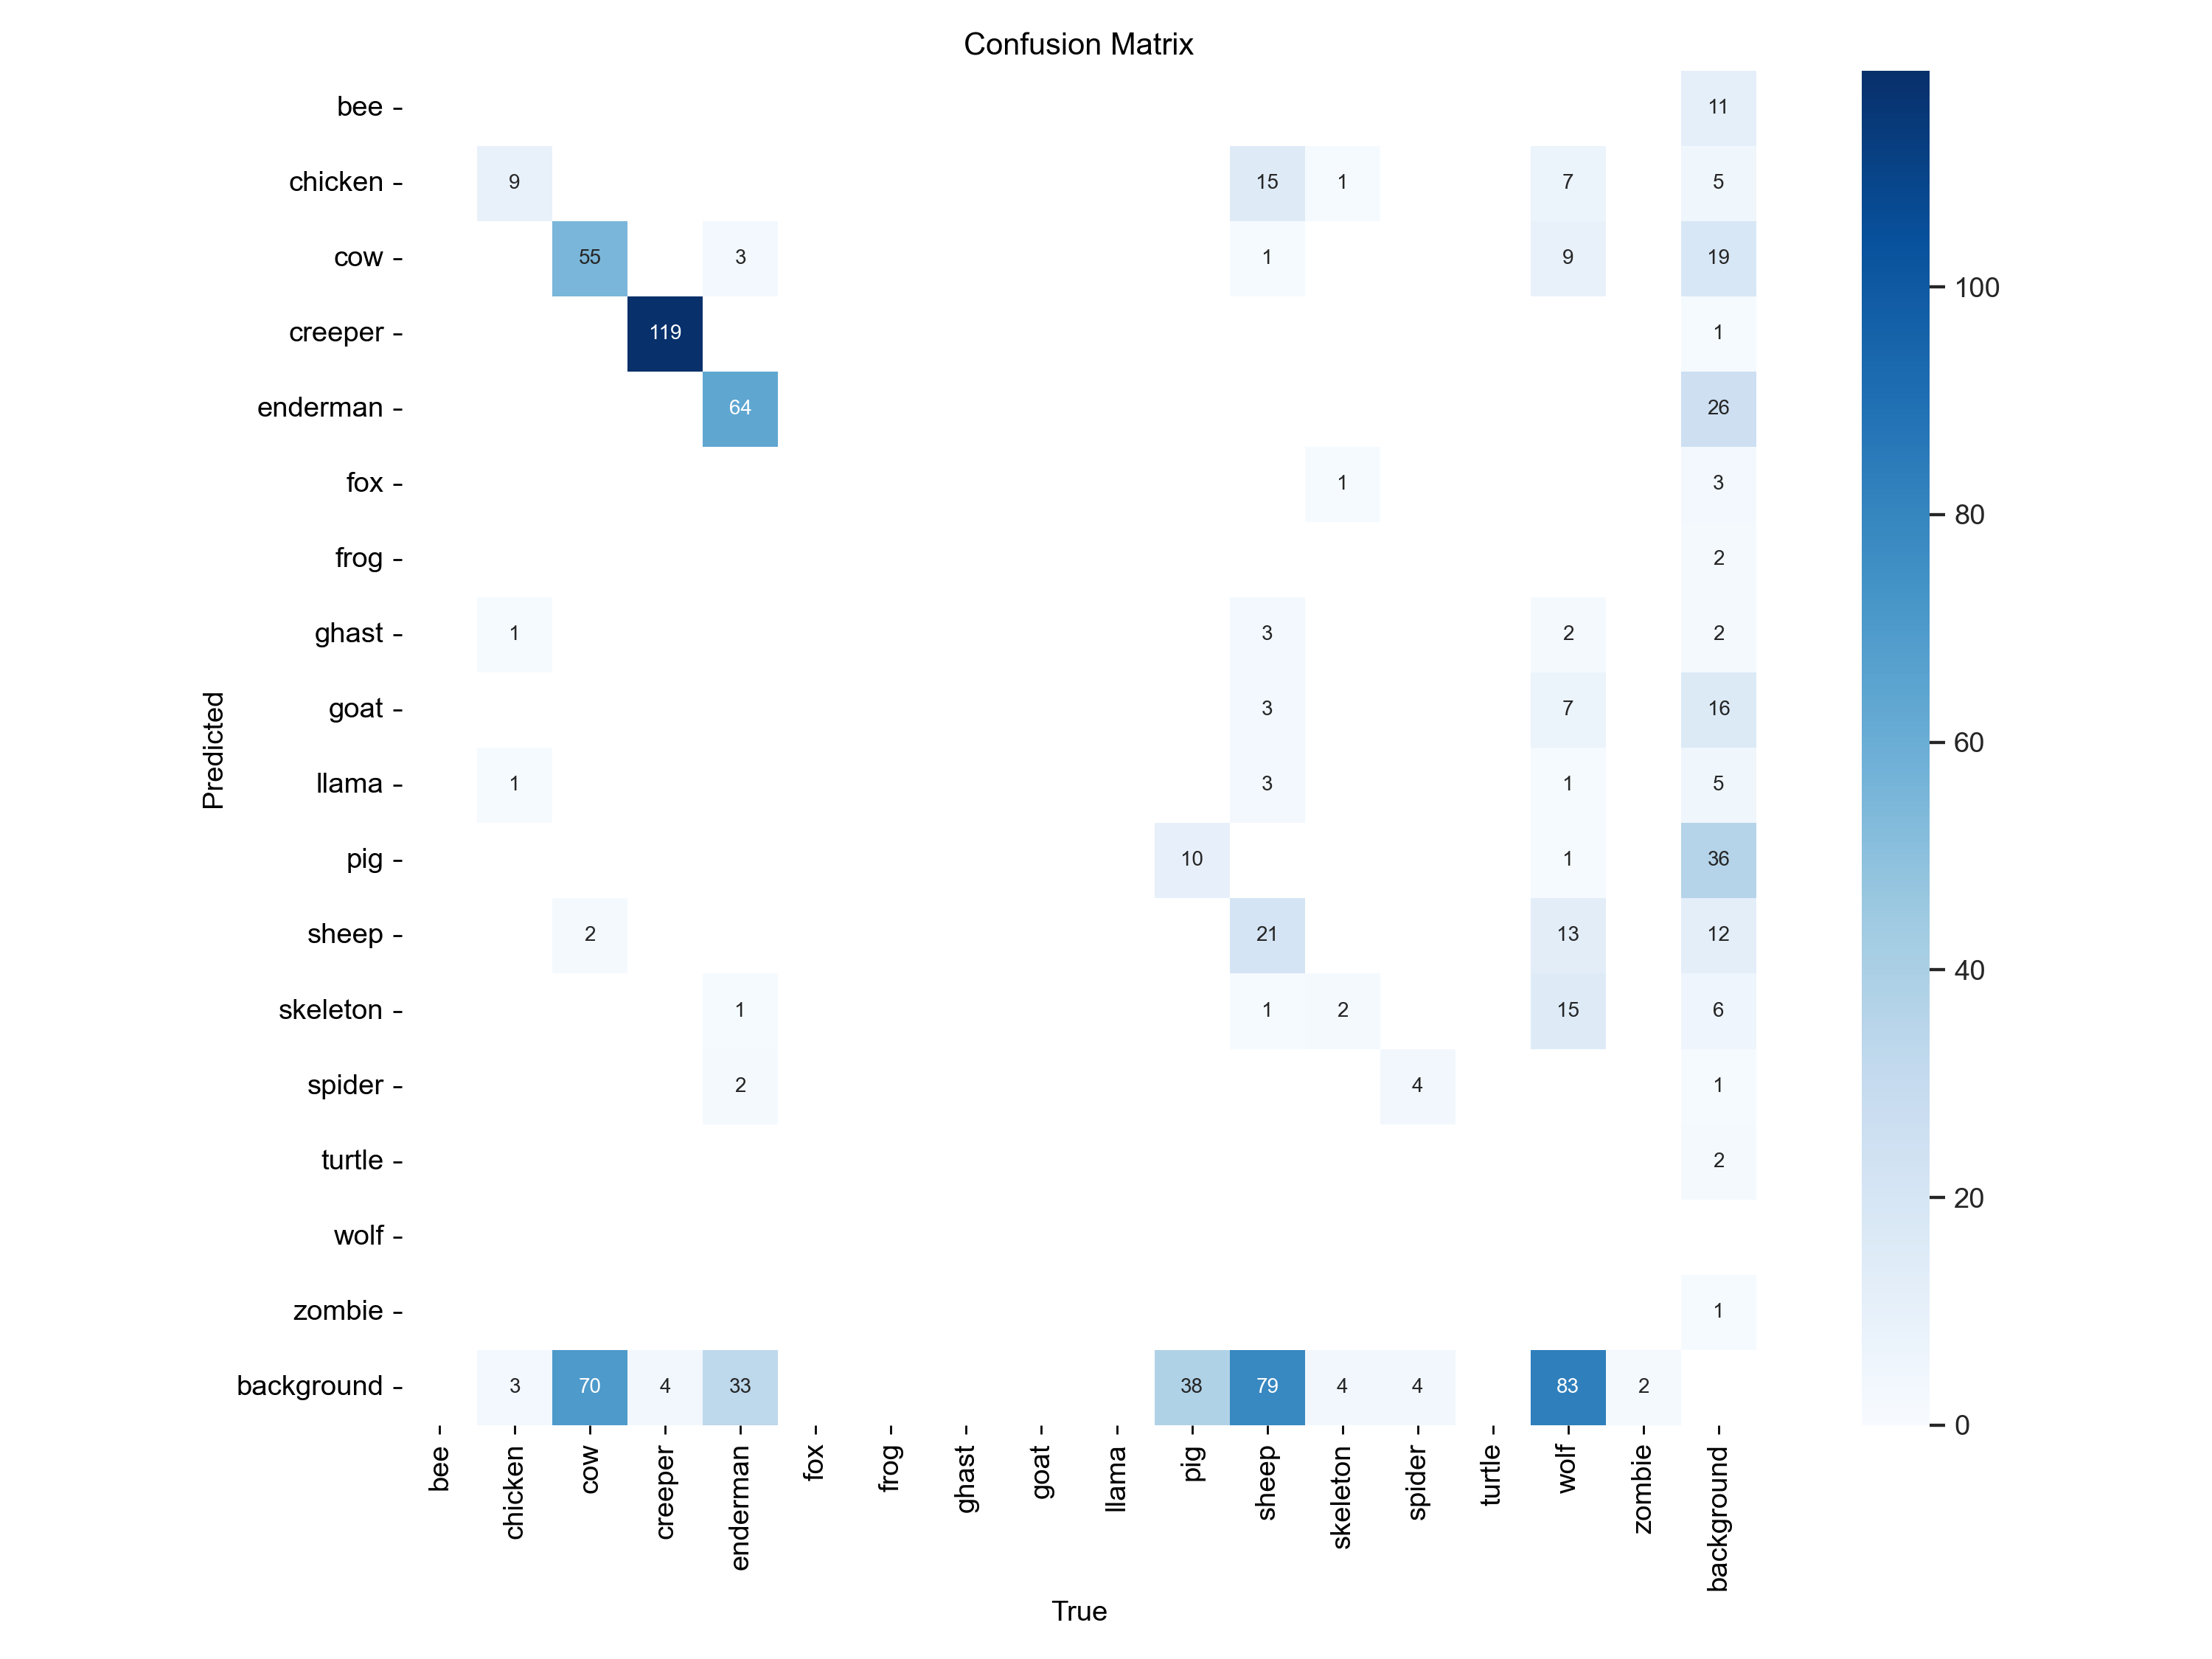 Confusion Matrix
bee 11
chicken 9 15 1 7 5
cow 55 3 1 9 19
creeper 119 1
enderman 64 26
fox 1 3
frog 2
ghast 1 3 2 2
goat 3 7 16
llama 1 3 1 5
pig 10 1 36
sheep 2 21 13 12
skeleton 1 1 2 15 6
spider 2 4 1
turtle 2
wolf
zombie 1
background 3 70 4 33 38 79 4 4 83 2
Predicted
bee chicken cow creeper enderman fox frog ghast goat llama pig sheep skeleton spider turtle wolf zombie background
True
100
80
60
40
20
0